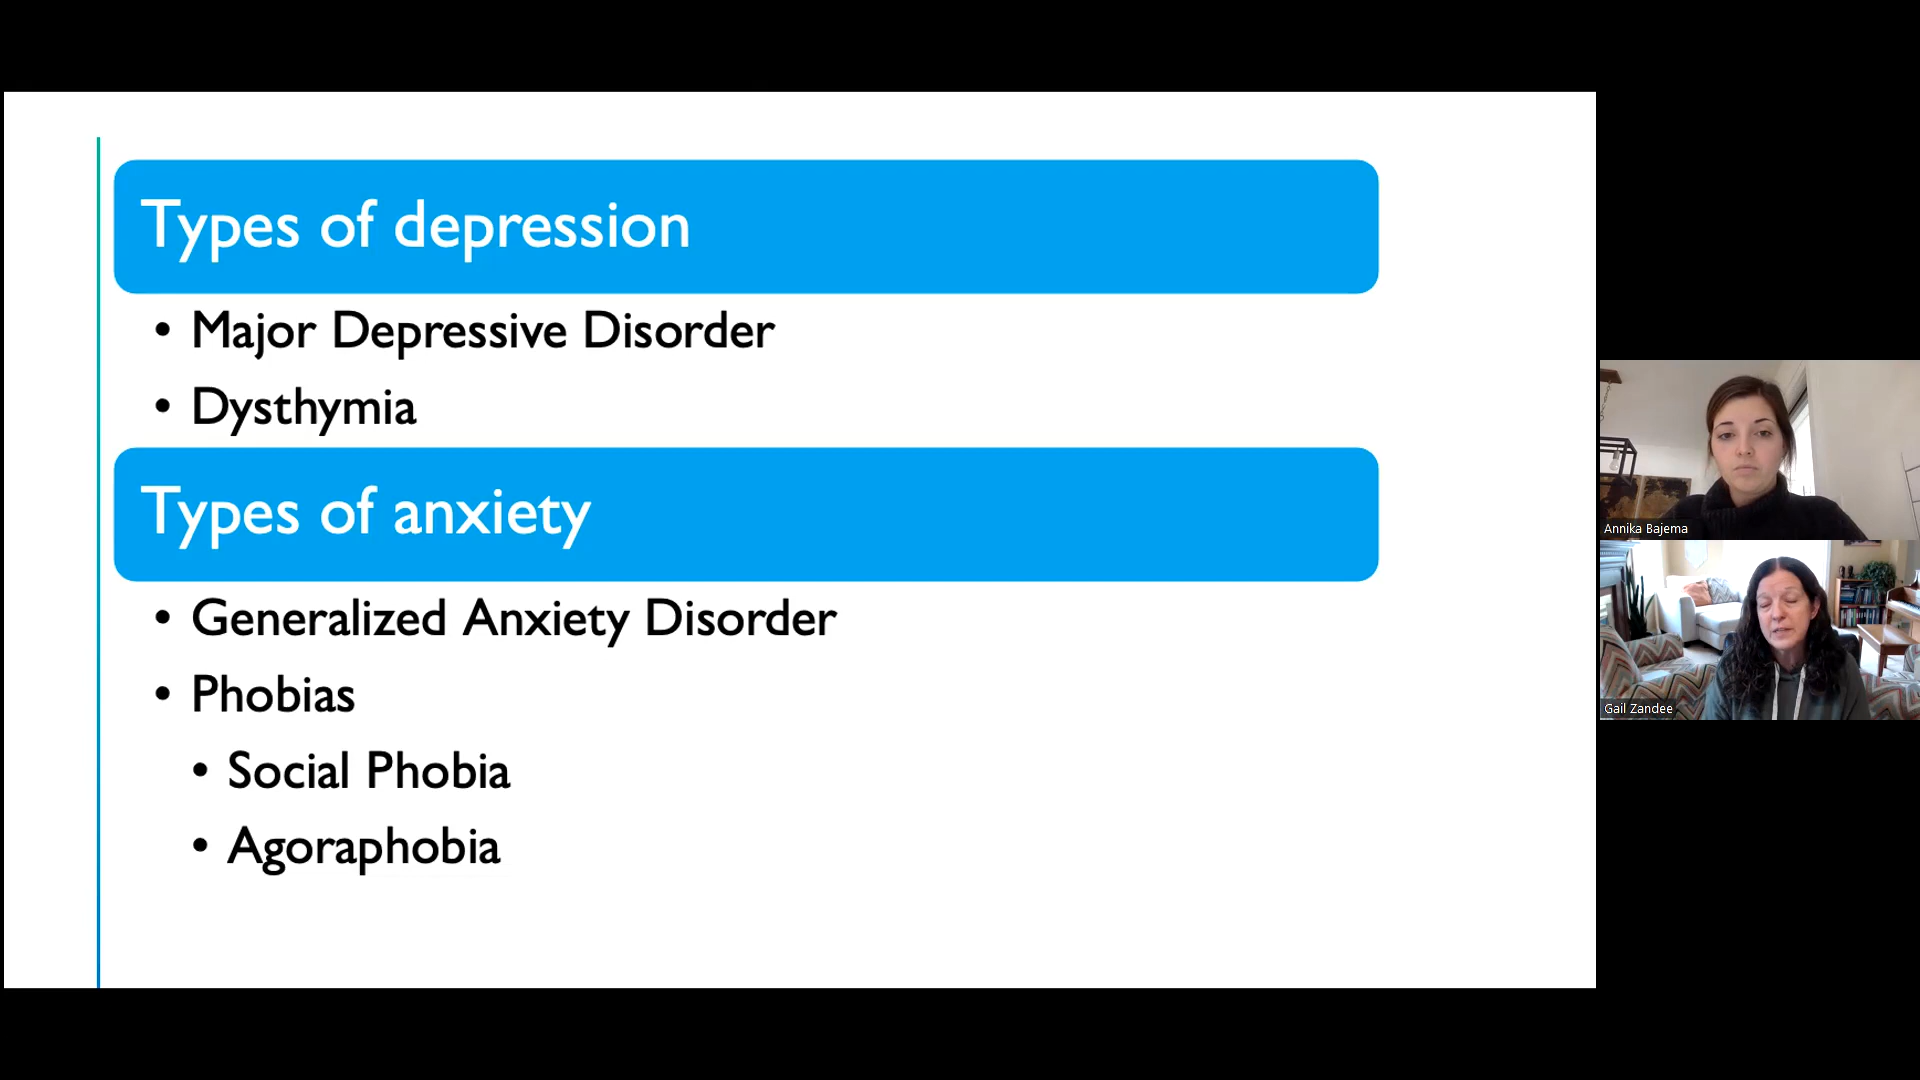 Types of depression
• Major Depressive Disorder
• Dysthymia
Types of anxiety
• Generalized Anxiety Disorder
• Phobias
• Social Phobia
• Agoraphobia
Annika Bajema
Gail Zandee